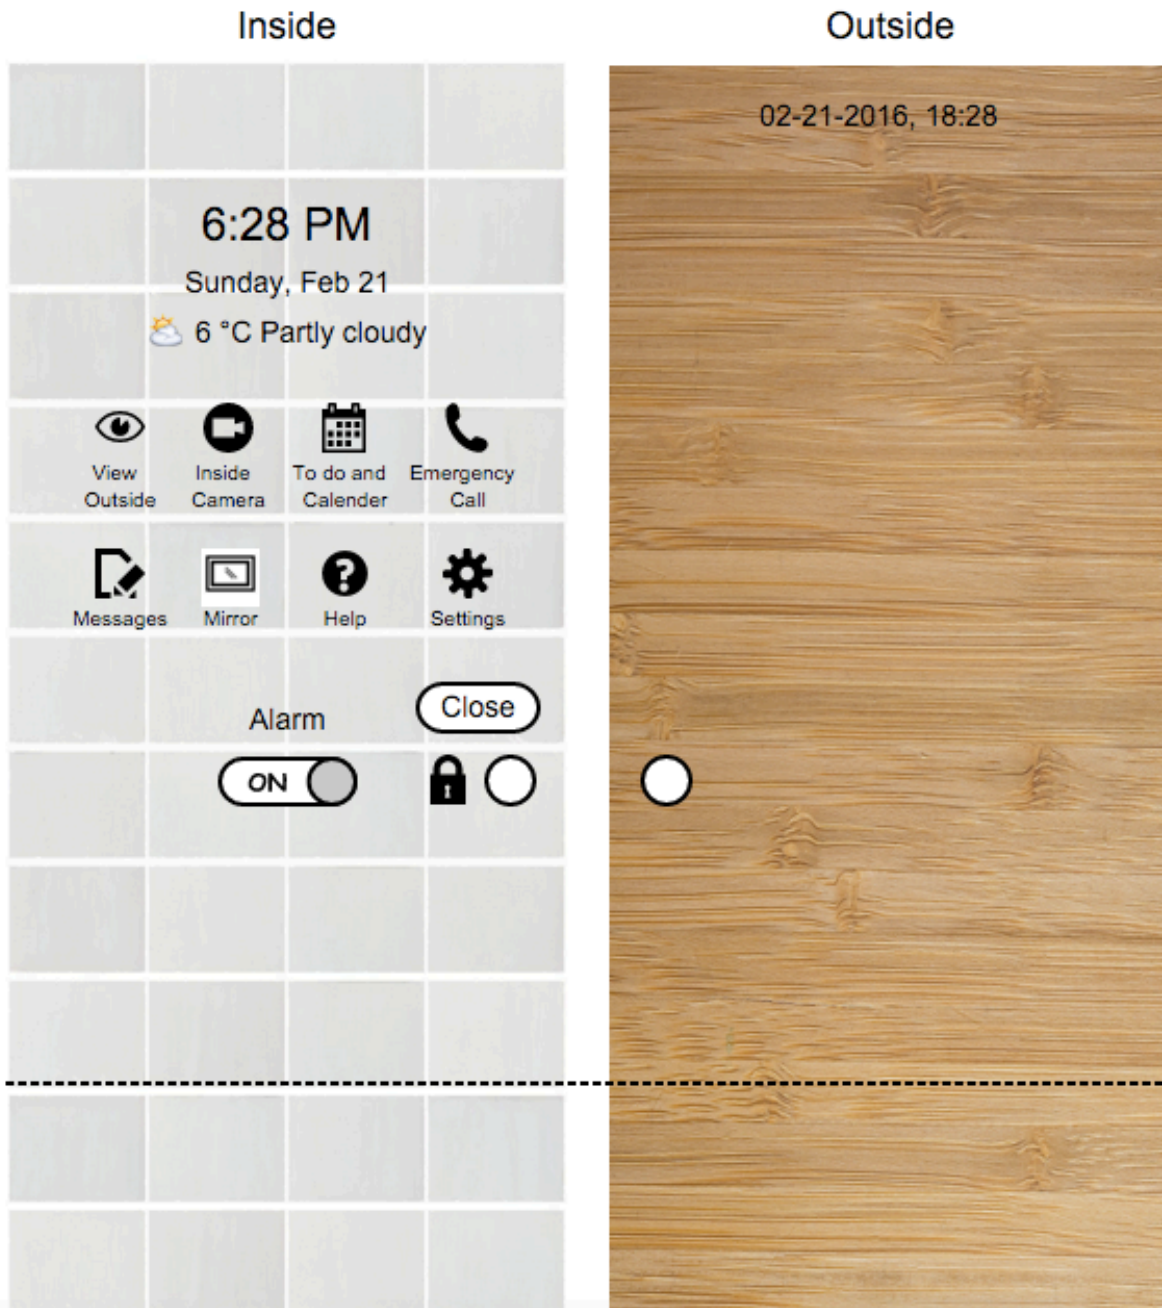 Inside
Outside
02-21-2016, 18:28
6:28 PM
Sunday, Feb 21
6 °C Partly cloudy
View
Outside
Inside
Camera
To do and
Calender
Emergency
Call
Messages
Mirror
Help
Settings
Close
Alarm
ON